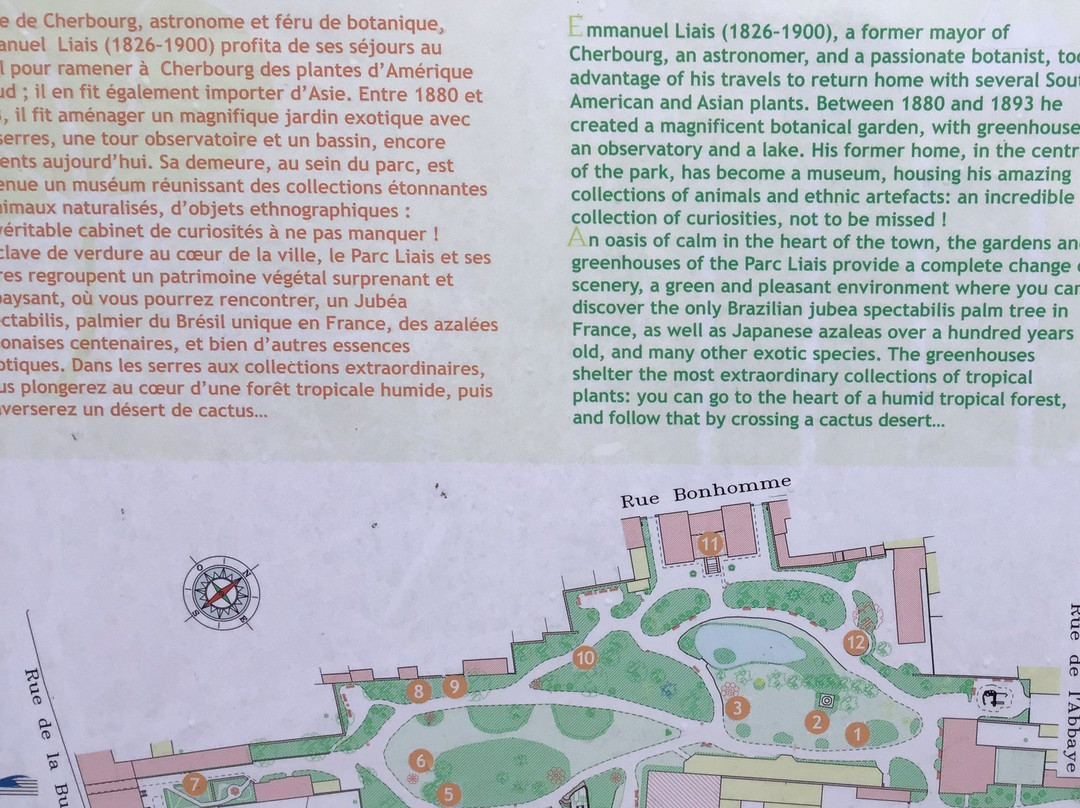 e de Cherbourg, astronome et féru de botanique,
anuel Liais (1826-1900) profita de ses séjours au
l pour ramener à Cherbourg des plantes d'Amérique
ud ; il en fit également importer d'Asie. Entre 1880 et
, il fit aménager un magnifique jardin exotique avec
serres, une tour observatoire et un bassin, encore
ents aujourd'hui. Sa demeure, au sein du parc, est
enue un muséum réunissant des collections étonnantes
nimaux naturalisés, d'objets ethnographiques :
véritable cabinet de curiosités à ne pas manquer !
clave de verdure au cœur de la ville, le Parc Liais et ses
res regroupent un patrimoine végétal surprenant et
paysant, où vous pourrez rencontrer, un Jubéa
ctabilis, palmier du Brésil unique en France, des azalées
onaises centenaires, et bien d'autres essences
otiques. Dans les serres aux collections extraordinaires,
us plongerez au cœur d'une forêt tropicale humide, puis
averserez un désert de cactus...
Emmanuel Liais (1826-1900), a former mayor of
Cherbourg, an astronomer, and a passionate botanist, too
advantage of his travels to return home with several Sout
American and Asian plants. Between 1880 and 1893 he
created a magnificent botanical garden, with greenhouse
an observatory and a lake. His former home, in the centr
of the park, has become a museum, housing his amazing
collections of animals and ethnic artefacts: an incredible
collection of curiosities, not to be missed !
An oasis of calm in the heart of the town, the gardens and
greenhouses of the Parc Liais provide a complete change o
scenery, a green and pleasant environment where you can
discover the only Brazilian jubea spectabilis palm tree in
France, as well as Japanese azaleas over a hundred years
old, and many other exotic species. The greenhouses
shelter the most extraordinary collections of tropical
plants: you can go to the heart of a humid tropical forest,
and follow that by crossing a cactus desert...
Rue Bonhomme
11
O N
S E
12
10
8 9
3
2
1
6
5
7
Rue de la Bu
Rue de l'Abbaye